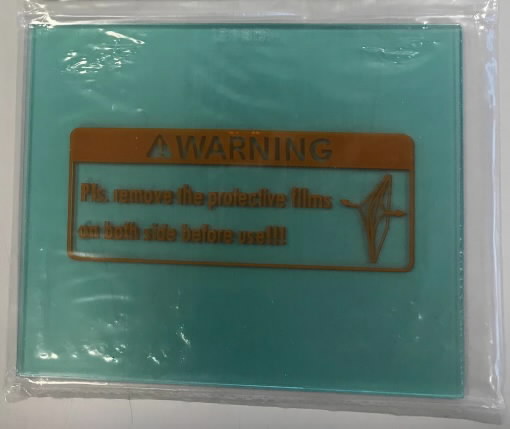 WARNING
Pls. remove the protective films
on both side before use!!!